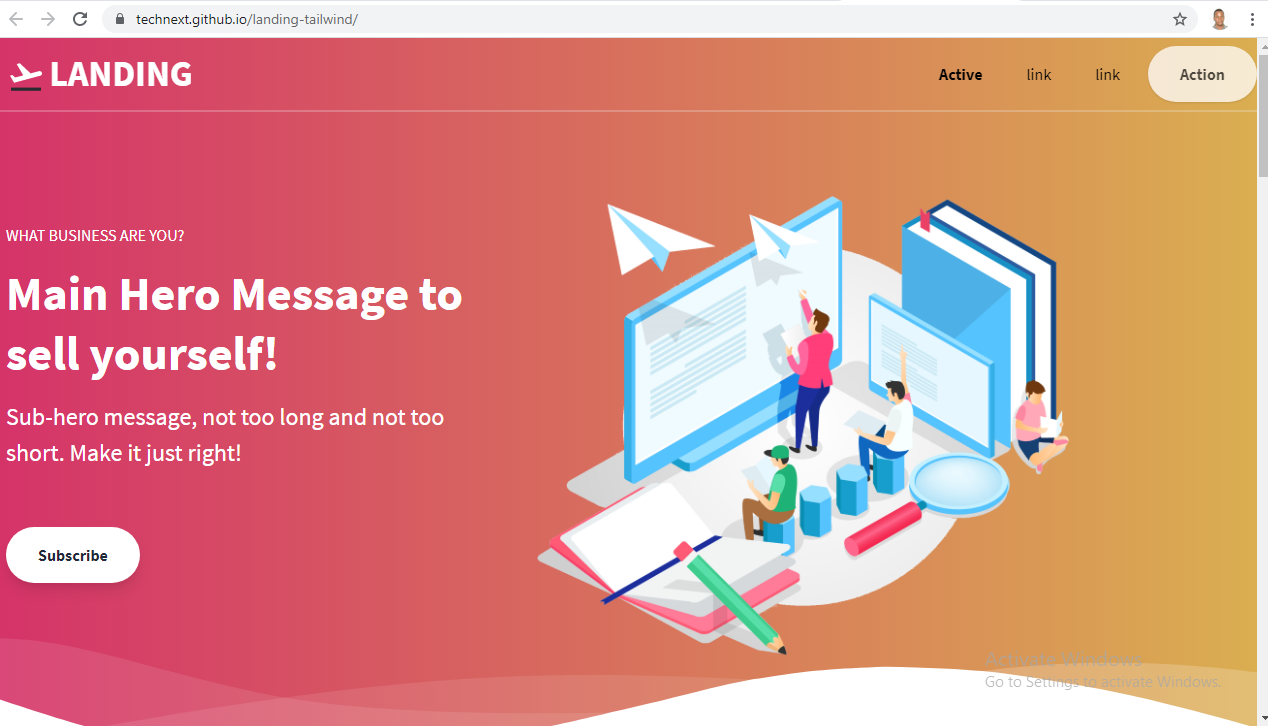 technext.github.io/landing-tailwind/
LANDING
Active
link
link
Action
WHAT BUSINESS ARE YOU?
Main Hero Message to
sell yourself!
Sub-hero message, not too long and not too
short. Make it just right!
Subscribe
Activate Windows
Go to Settings to activate Windows.